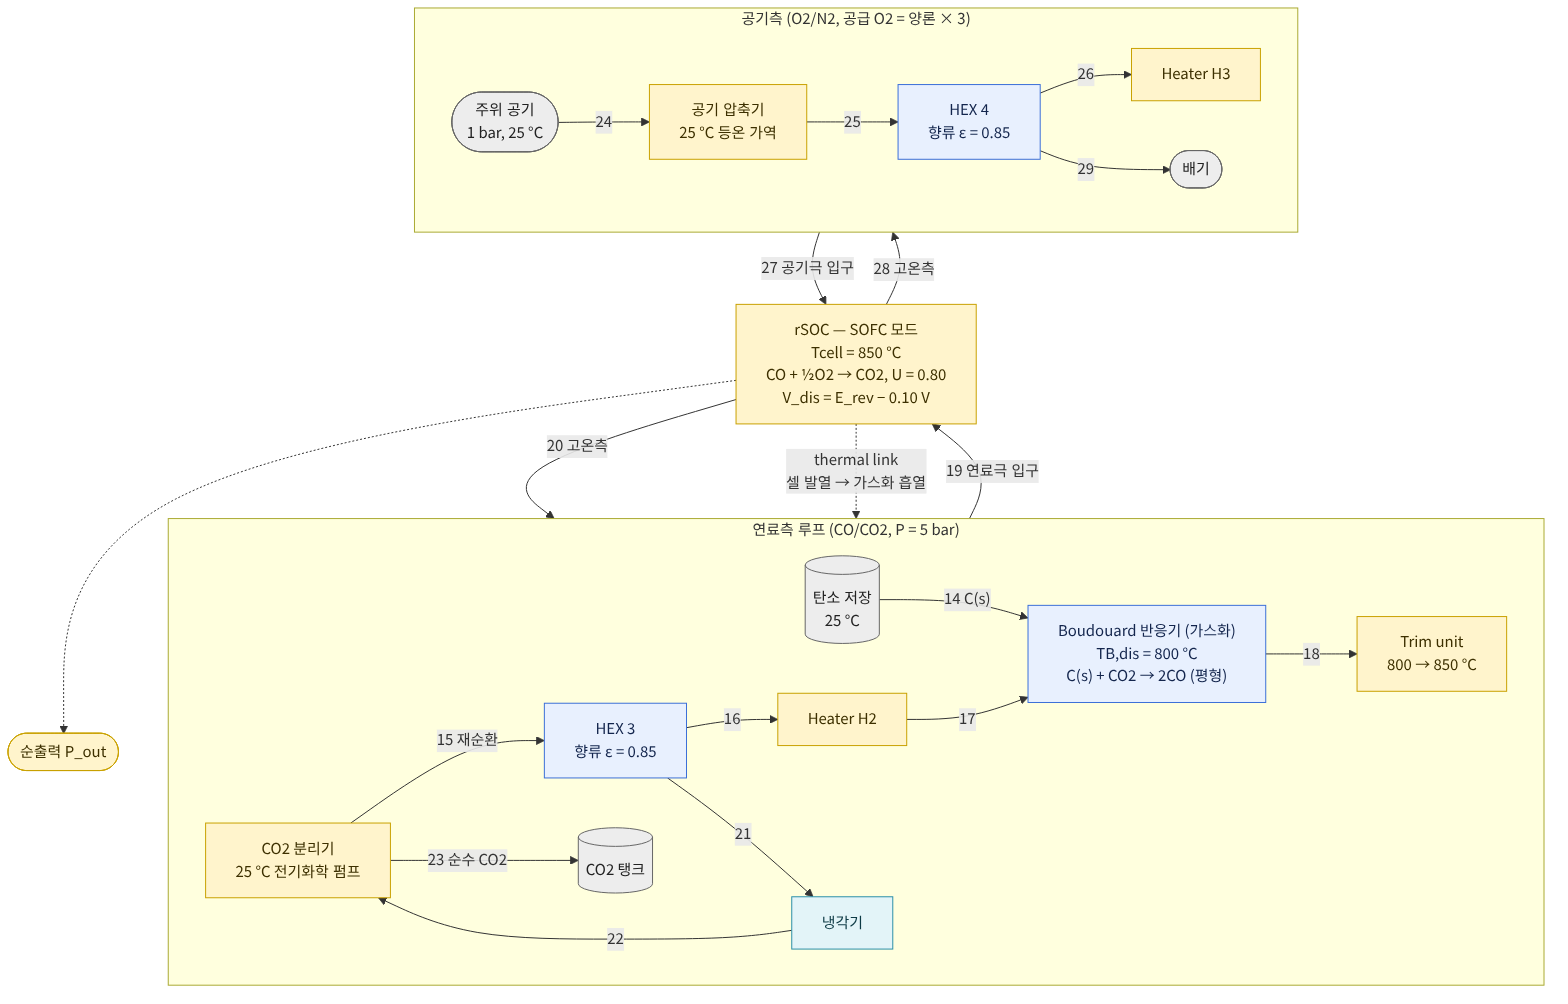 공기측 (O2/N2, 공급 O2 = 양론 × 3)
주위 공기
1 bar, 25 °C
24
공기 압축기
25 °C 등온 가역
25
HEX 4
향류 ε = 0.85
26
Heater H3
29
배기
27 공기극 입구
28 고온측
rSOC — SOFC 모드
Tcell = 850 °C
CO + ½O2 → CO2, U = 0.80
V_dis = E_rev − 0.10 V
20 고온측
thermal link
셀 발열 → 가스화 흡열
19 연료극 입구
연료측 루프 (CO/CO2, P = 5 bar)
탄소 저장
25 °C
14 C(s)
Boudouard 반응기 (가스화)
TB,dis = 800 °C
C(s) + CO2 → 2CO (평형)
18
Trim unit
800 → 850 °C
순출력 P_out
15 재순환
HEX 3
향류 ε = 0.85
16
Heater H2
17
21
CO2 분리기
25 °C 전기화학 펌프
23 순수 CO2
CO2 탱크
냉각기
22